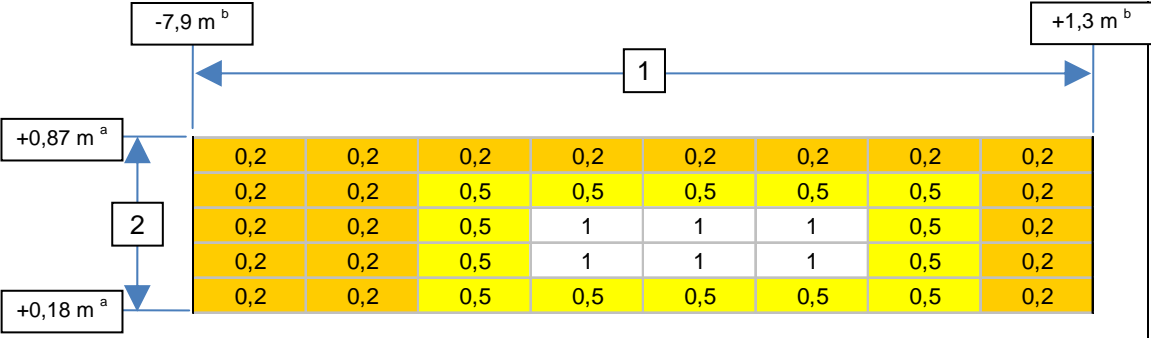 -7,9 m b +1,3 m b
1
+0,87 m a
0,2 0,2 0,2 0,2 0,2 0,2 0,2 0,2
0,2 0,2 0,5 0,5 0,5 0,5 0,5 0,2
2 0,2 0,2 0,5 1 1 1 0,5 0,2
0,2 0,2 0,5 1 1 1 0,5 0,2
0,2 0,2 0,5 0,5 0,5 0,5 0,5 0,2
+0,18 m a